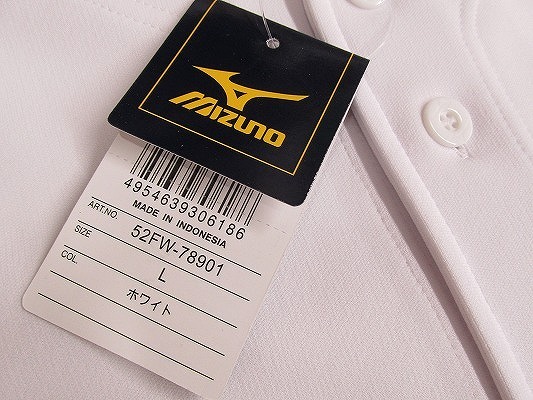 MIZUNO
4954639306186
MADE IN INDONESIA
ART.NO. 52FW-78901
SIZE L
COL. ホワイト